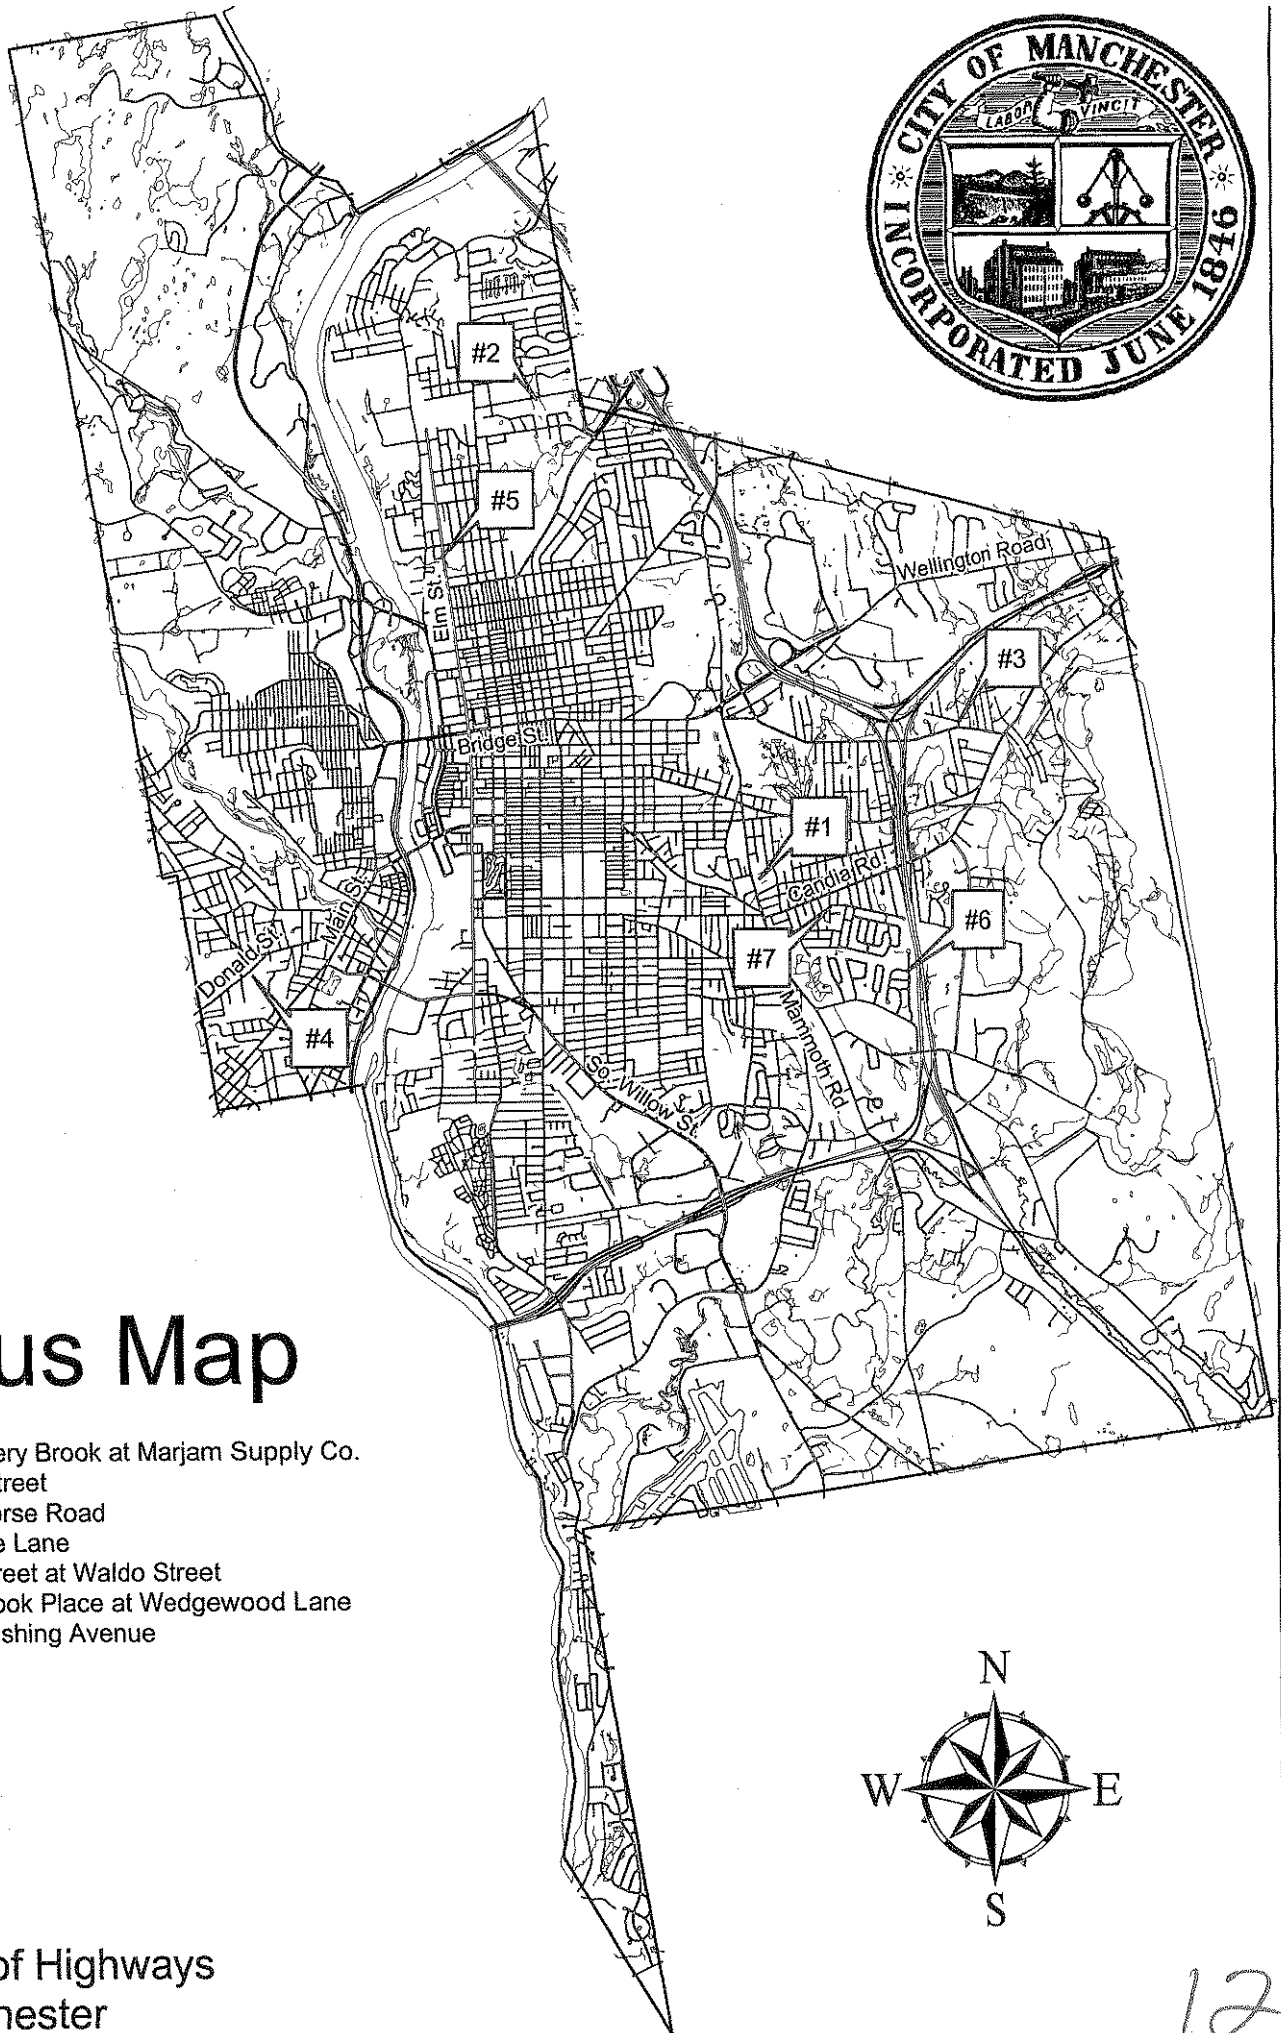 CITY OF MANCHESTER
LABOR VINCIT
INCORPORATED JUNE 1846
#2
#5
Wellington Road
Elm St.
#3
Bridge St.
#1
Candia Rd.
Main St.
#6
Donald St.
#7
#4
Mammoth Rd.
So. Willow St.
us Map
ery Brook at Marjam Supply Co.
treet
orse Road
e Lane
reet at Waldo Street
ook Place at Wedgewood Lane
shing Avenue
N
W E
S
of Highways
nester
12